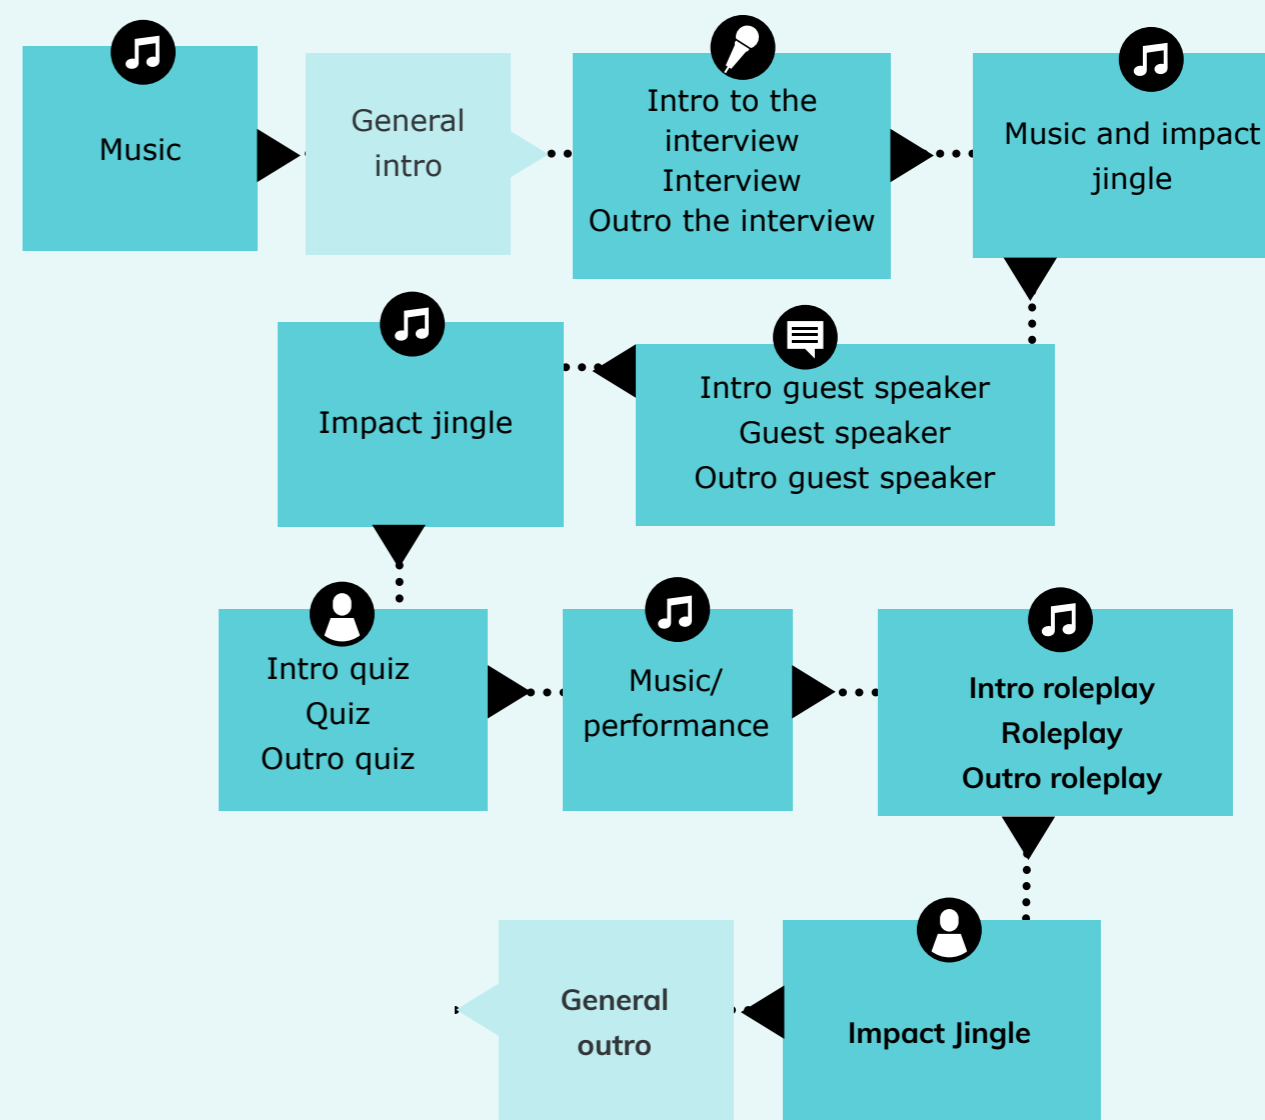 Music
General
intro
Intro to the
interview
Interview
Outro the interview
Music and impact
jingle
Intro guest speaker
Guest speaker
Outro guest speaker
Impact jingle
Intro quiz
Quiz
Outro quiz
Music/
performance
Intro roleplay
Roleplay
Outro roleplay
Impact Jingle
General
outro